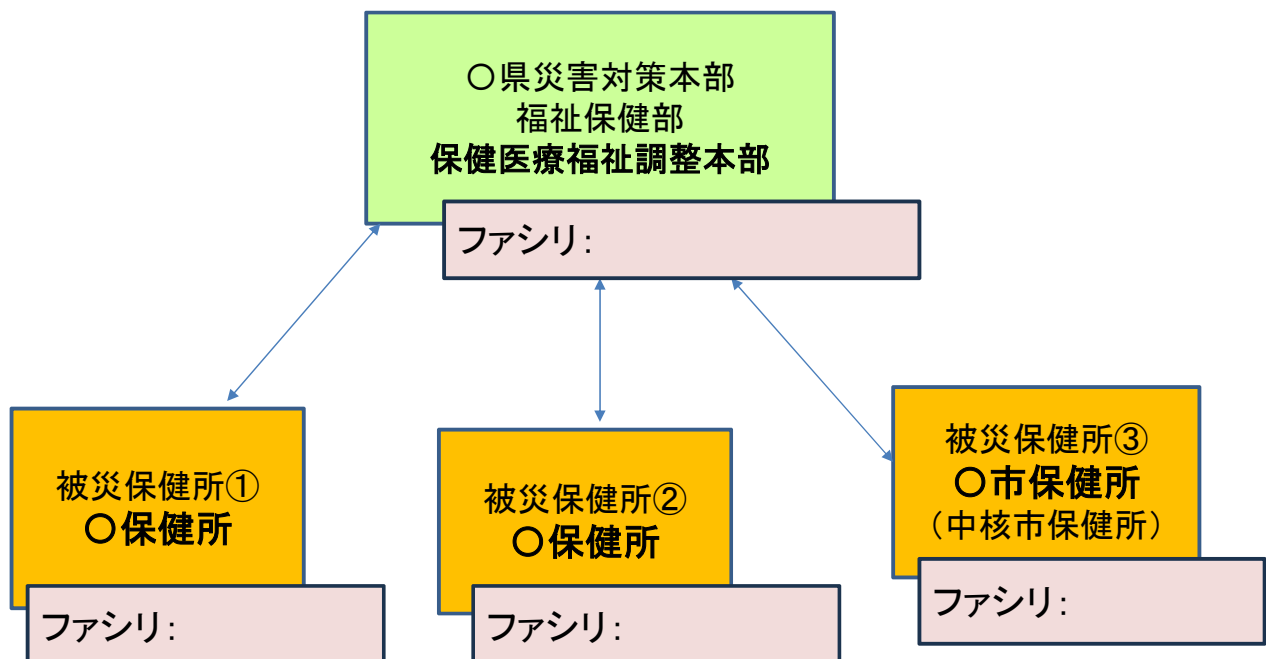 〇県災害対策本部
福祉保健部
保健医療福祉調整本部
ファシリ：
被災保健所①
〇保健所
ファシリ：
被災保健所②
〇保健所
ファシリ：
被災保健所③
〇市保健所
（中核市保健所）
ファシリ：